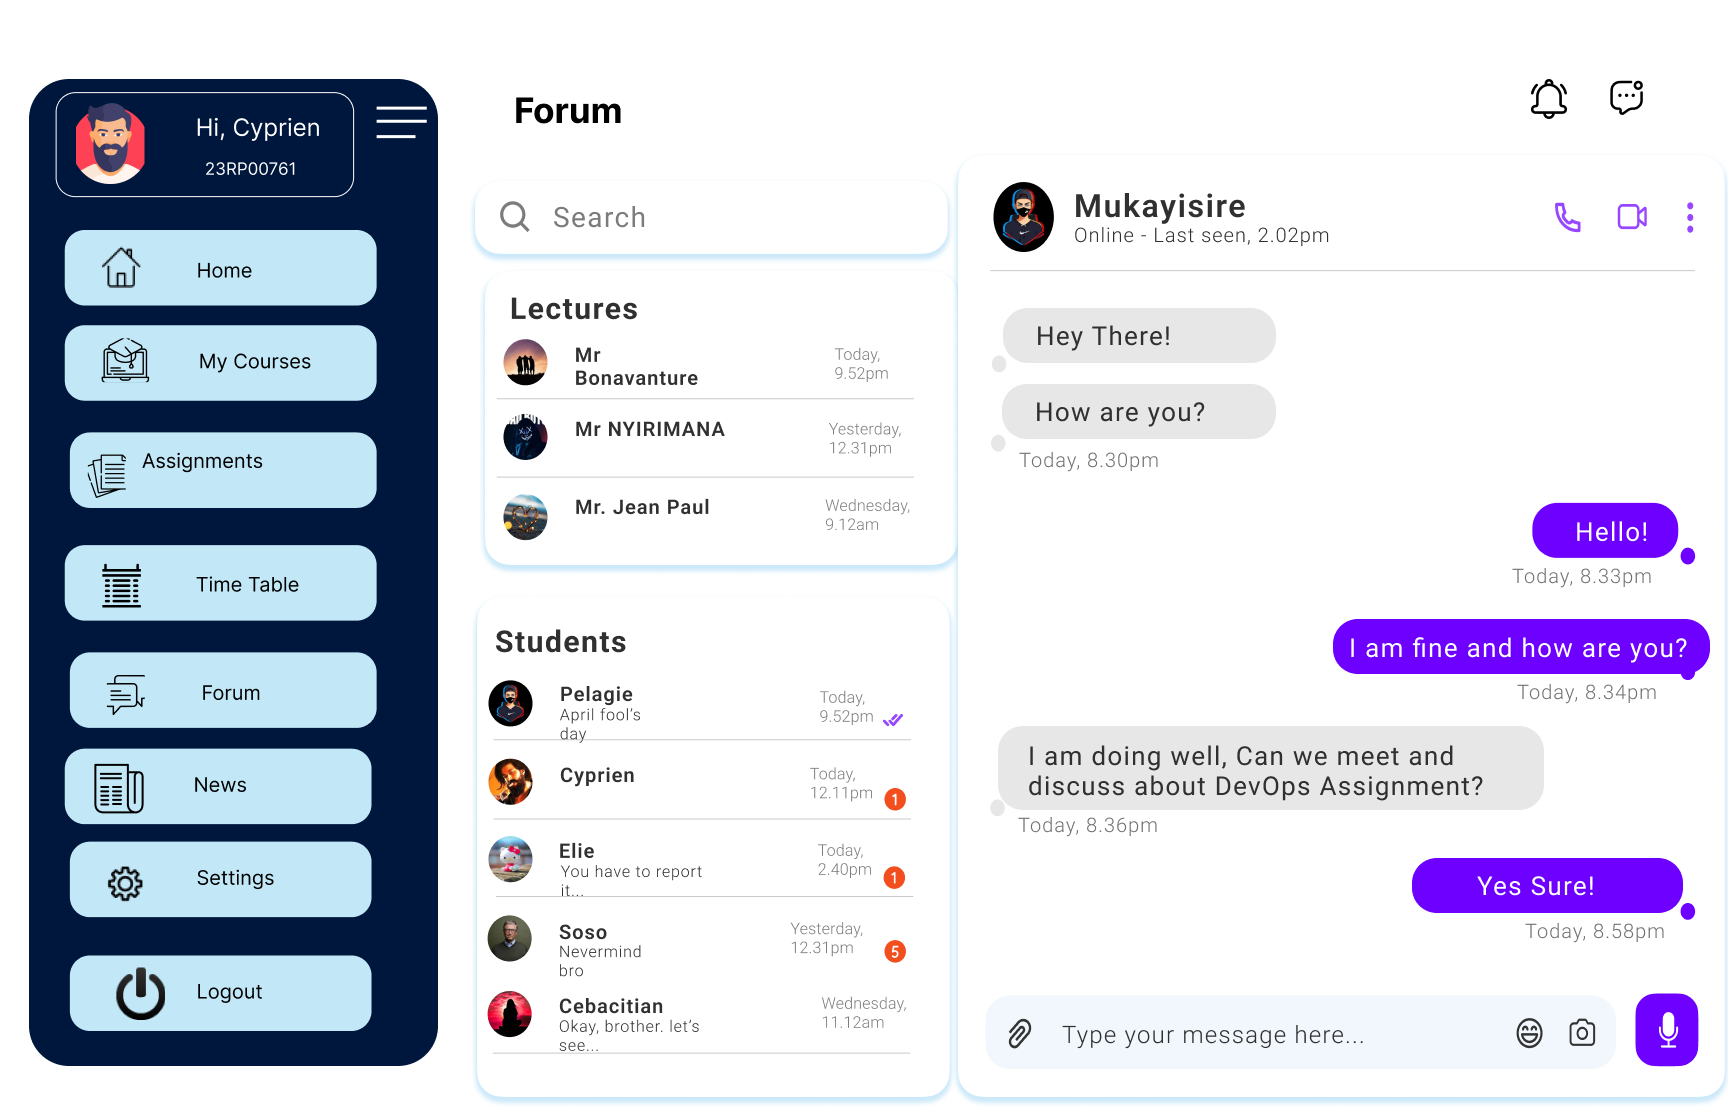 Hi, Cyprien
23RP00761
Home
My Courses
Assignments
Time Table
Forum
News
Settings
Logout
Forum
Search
Lectures
Mr
Bonavanture
Today,
9.52pm
Mr NYIRIMANA
Yesterday,
12.31pm
Mr. Jean Paul
Wednesday,
9.12am
Students
Pelagie
April fool’s
day
Today,
9.52pm
Cyprien
Today,
12.11pm
1
Elie
You have to report
it...
Today,
2.40pm
1
Soso
Nevermind
bro
Yesterday,
12.31pm
5
Cebacitian
Okay, brother. let’s
see...
Wednesday,
11.12am
Mukayisire
Online - Last seen, 2.02pm
Hey There!
How are you?
Today, 8.30pm
Hello!
Today, 8.33pm
I am fine and how are you?
Today, 8.34pm
I am doing well, Can we meet and
discuss about DevOps Assignment?
Today, 8.36pm
Yes Sure!
Today, 8.58pm
Type your message here...